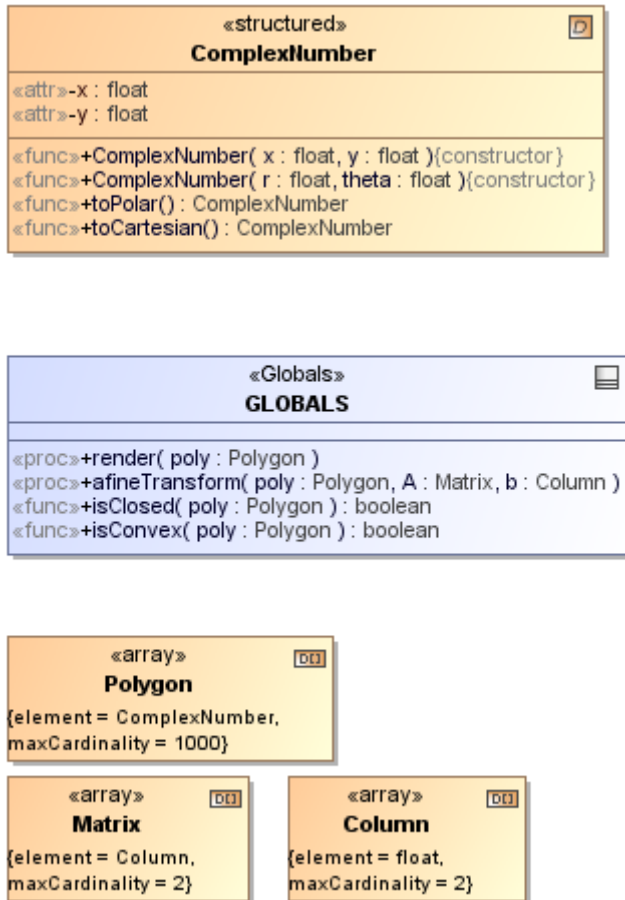 «structured»
ComplexNumber
«attr»-x : float
«attr»-y : float
«func»+ComplexNumber( x : float, y : float ){constructor}
«func»+ComplexNumber( r : float, theta : float ){constructor}
«func»+toPolar() : ComplexNumber
«func»+toCartesian() : ComplexNumber
«Globals»
GLOBALS
«proc»+render( poly : Polygon )
«proc»+afineTransform( poly : Polygon, A : Matrix, b : Column )
«func»+isClosed( poly : Polygon ) : boolean
«func»+isConvex( poly : Polygon ) : boolean
«array»
Polygon
{element = ComplexNumber,
maxCardinality = 1000}
«array»
Matrix
{element = Column,
maxCardinality = 2}
«array»
Column
{element = float,
maxCardinality = 2}